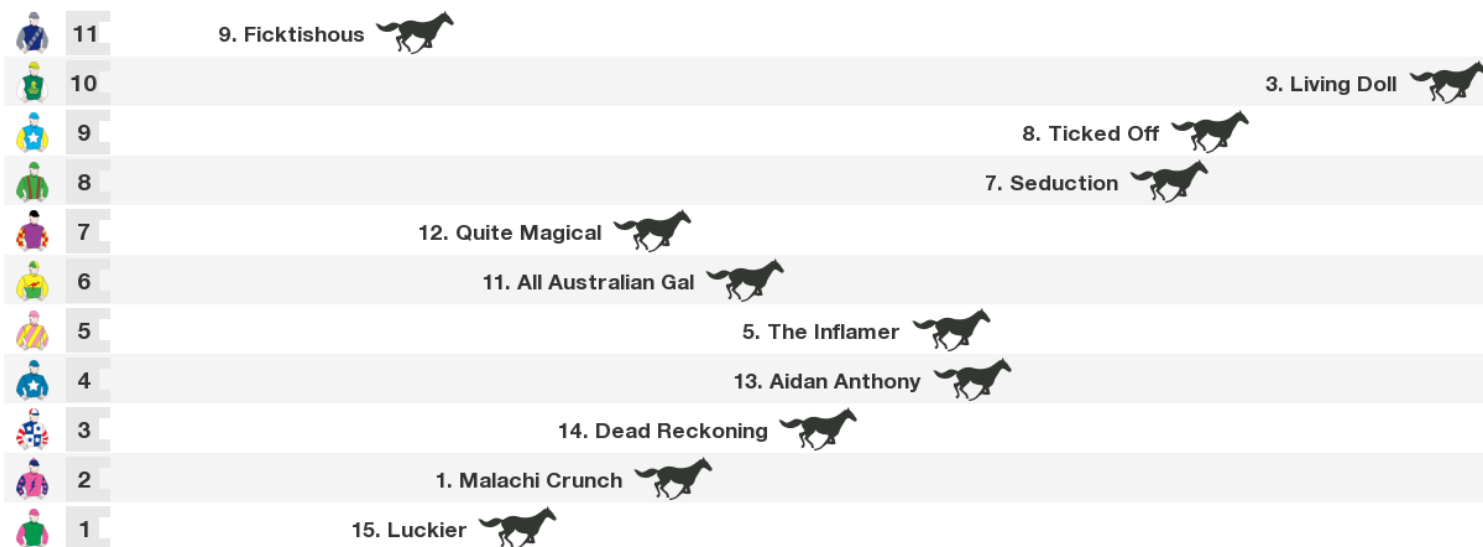 11 9. Ficktishous
10 3. Living Doll
9 8. Ticked Off
8 7. Seduction
7 12. Quite Magical
6 11. All Australian Gal
5 5. The Inflamer
4 13. Aidan Anthony
3 14. Dead Reckoning
2 1. Malachi Crunch
1 15. Luckier